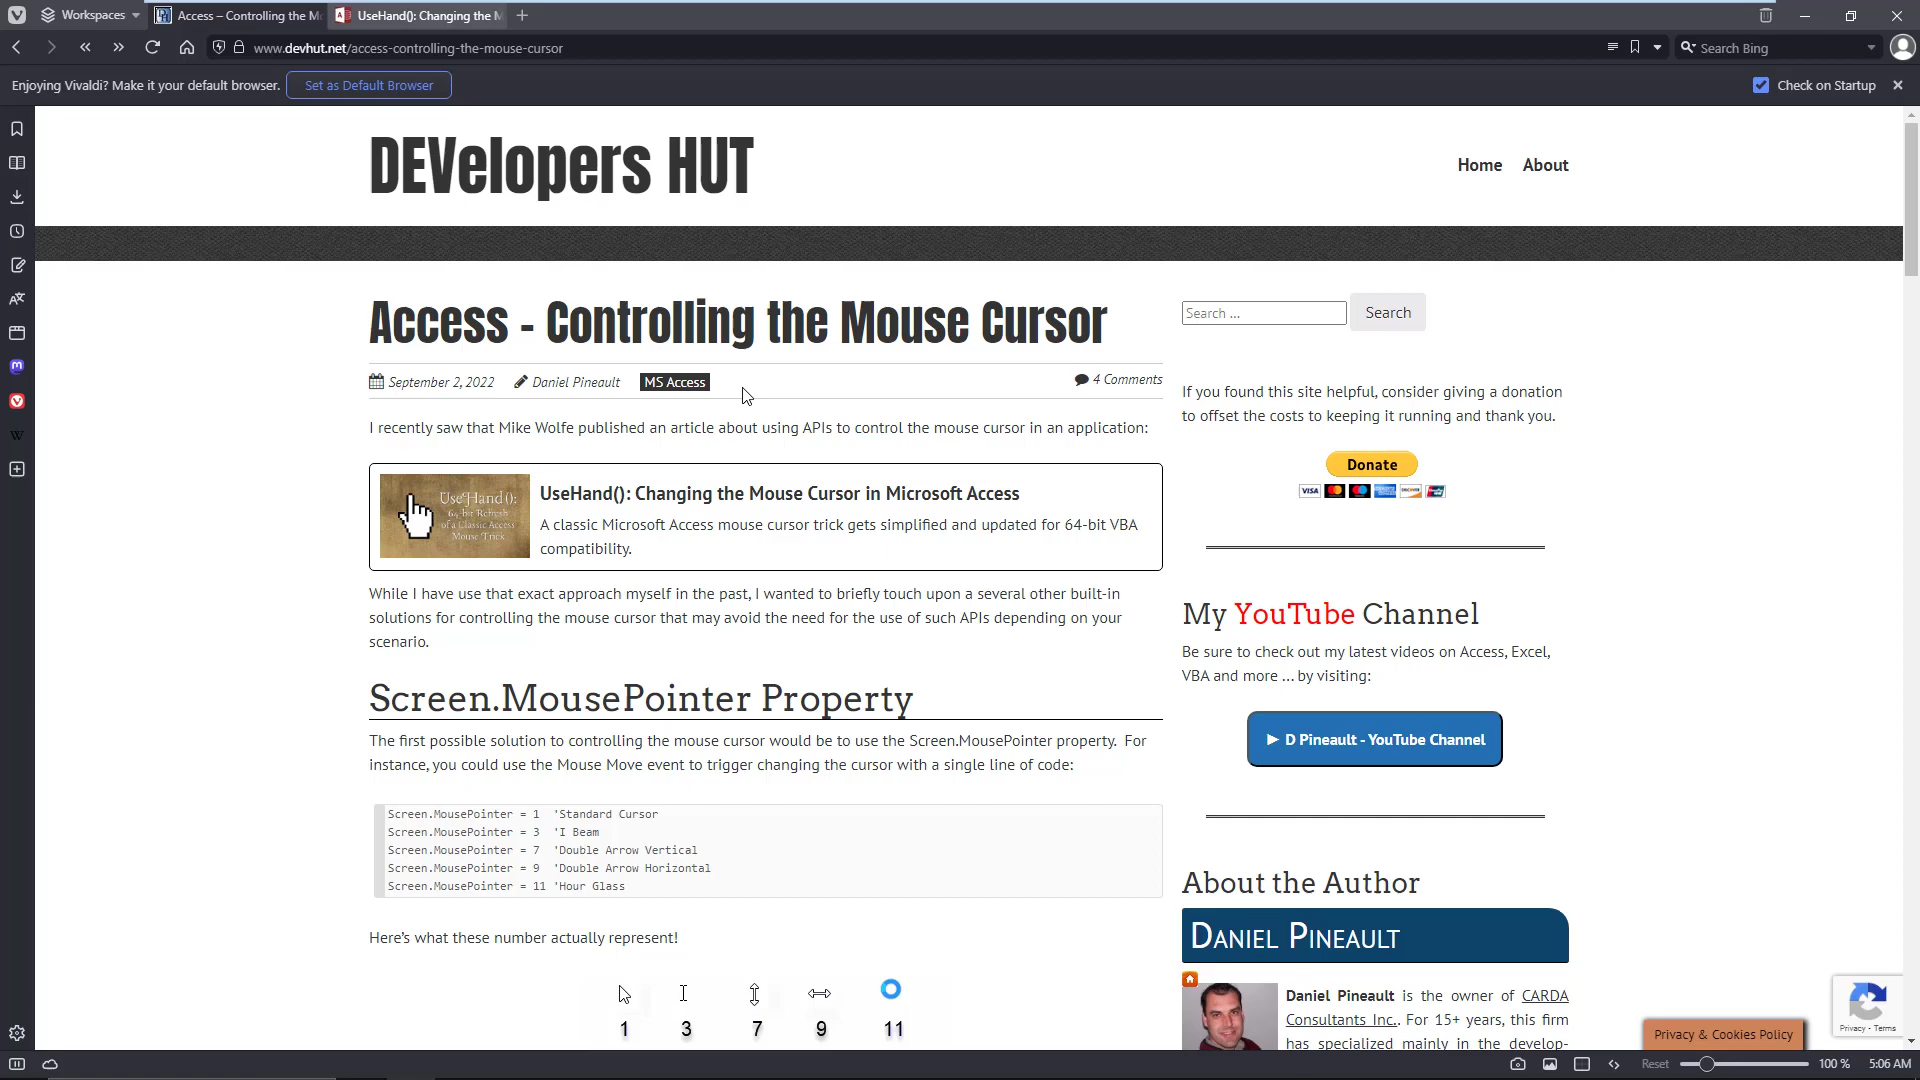 Workspaces
Access – Controlling the M
UseHand(): Changing the M
www.devhut.net/access-controlling-the-mouse-cursor
Search Bing
Enjoying Vivaldi? Make it your default browser.
Set as Default Browser
Check on Startup
DEVelopers HUT
Home
About
Access – Controlling the Mouse Cursor
September 2, 2022
Daniel Pineault
MS Access
4 Comments
I recently saw that Mike Wolfe published an article about using APIs to control the mouse cursor in an application:
UseHand():
64-bit Refresh
of a Classic Access
Mouse Trick
UseHand(): Changing the Mouse Cursor in Microsoft Access
A classic Microsoft Access mouse cursor trick gets simplified and updated for 64-bit VBA
compatibility.
While I have use that exact approach myself in the past, I wanted to briefly touch upon a several other built-in
solutions for controlling the mouse cursor that may avoid the need for the use of such APIs depending on your
scenario.
Screen.MousePointer Property
The first possible solution to controlling the mouse cursor would be to use the Screen.MousePointer property.  For
instance, you could use the Mouse Move event to trigger changing the cursor with a single line of code:
Screen.MousePointer = 1  'Standard Cursor
Screen.MousePointer = 3  'I Beam
Screen.MousePointer = 7  'Double Arrow Vertical
Screen.MousePointer = 9  'Double Arrow Horizontal
Screen.MousePointer = 11 'Hour Glass
Here's what these number actually represent!
1 3 7 9 11
Search ...
Search
If you found this site helpful, consider giving a donation
to offset the costs to keeping it running and thank you.
Donate
VISA
My YouTube Channel
Be sure to check out my latest videos on Access, Excel,
VBA and more ... by visiting:
► D Pineault - YouTube Channel
About the Author
Daniel Pineault
Daniel Pineault is the owner of CARDA
Consultants Inc.. For 15+ years, this firm
has specialized mainly in the develop-
Privacy - Terms
Privacy & Cookies Policy
Reset
100 %
5:06 AM